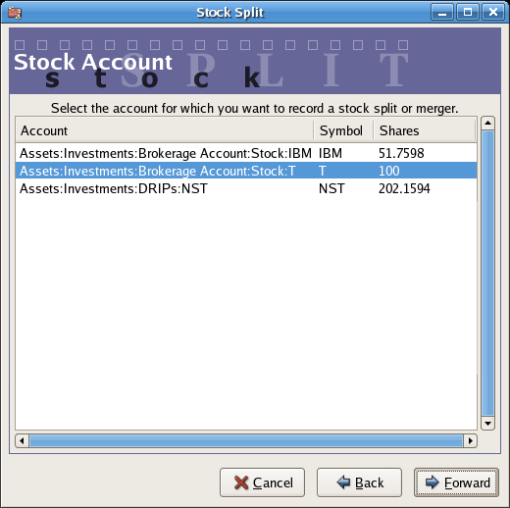 Stock Split
SPLIT
Stock Account
stock
Select the account for which you want to record a stock split or merger.
Account Symbol Shares
Assets:Investments:Brokerage Account:Stock:IBM IBM 51.7598
Assets:Investments:Brokerage Account:Stock:T T 100
Assets:Investments:DRIPs:NST NST 202.1594
Cancel Back Forward